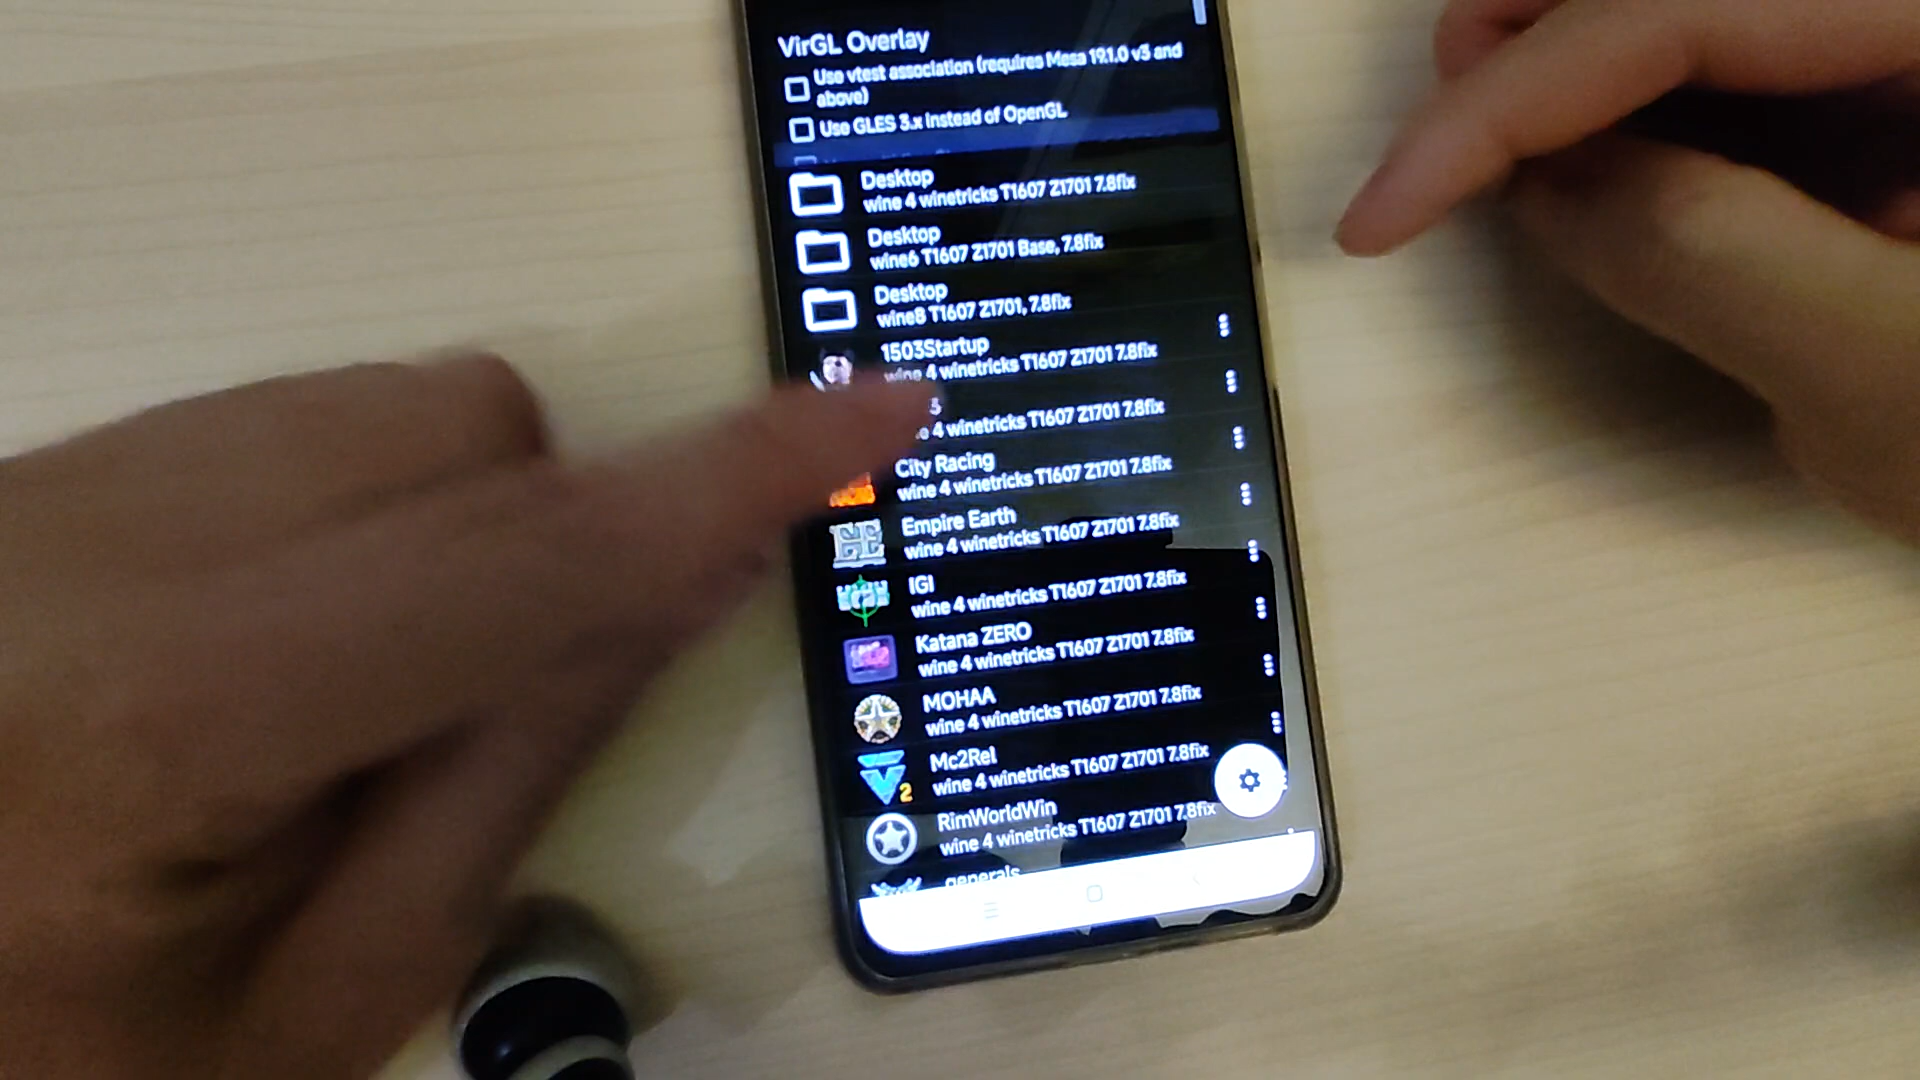 VirGL Overlay
Use vtest association (requires Mesa 19.1.0 v3 and
above)
Use GLES 3.x instead of OpenGL
Desktop
wine 4 winetricks T1607 Z1701 7.8fix
Desktop
wine6 T1607 Z1701 Base, 7.8fix
Desktop
wine8 T1607 Z1701, 7.8fix
1503Startup
wine 4 winetricks T1607 Z1701 7.8fix
4 winetricks T1607 Z1701 7.8fix
City Racing
wine 4 winetricks T1607 Z1701 7.8fix
Empire Earth
wine 4 winetricks T1607 Z1701 7.8fix
IGI
wine 4 winetricks T1607 Z1701 7.8fix
Katana ZERO
wine 4 winetricks T1607 Z1701 7.8fix
MOHAA
wine 4 winetricks T1607 Z1701 7.8fix
Mc2Rel
wine 4 winetricks T1607 Z1701 7.8fix
2
RimWorldWin
wine 4 winetricks T1607 Z1701 7.8fix
generals